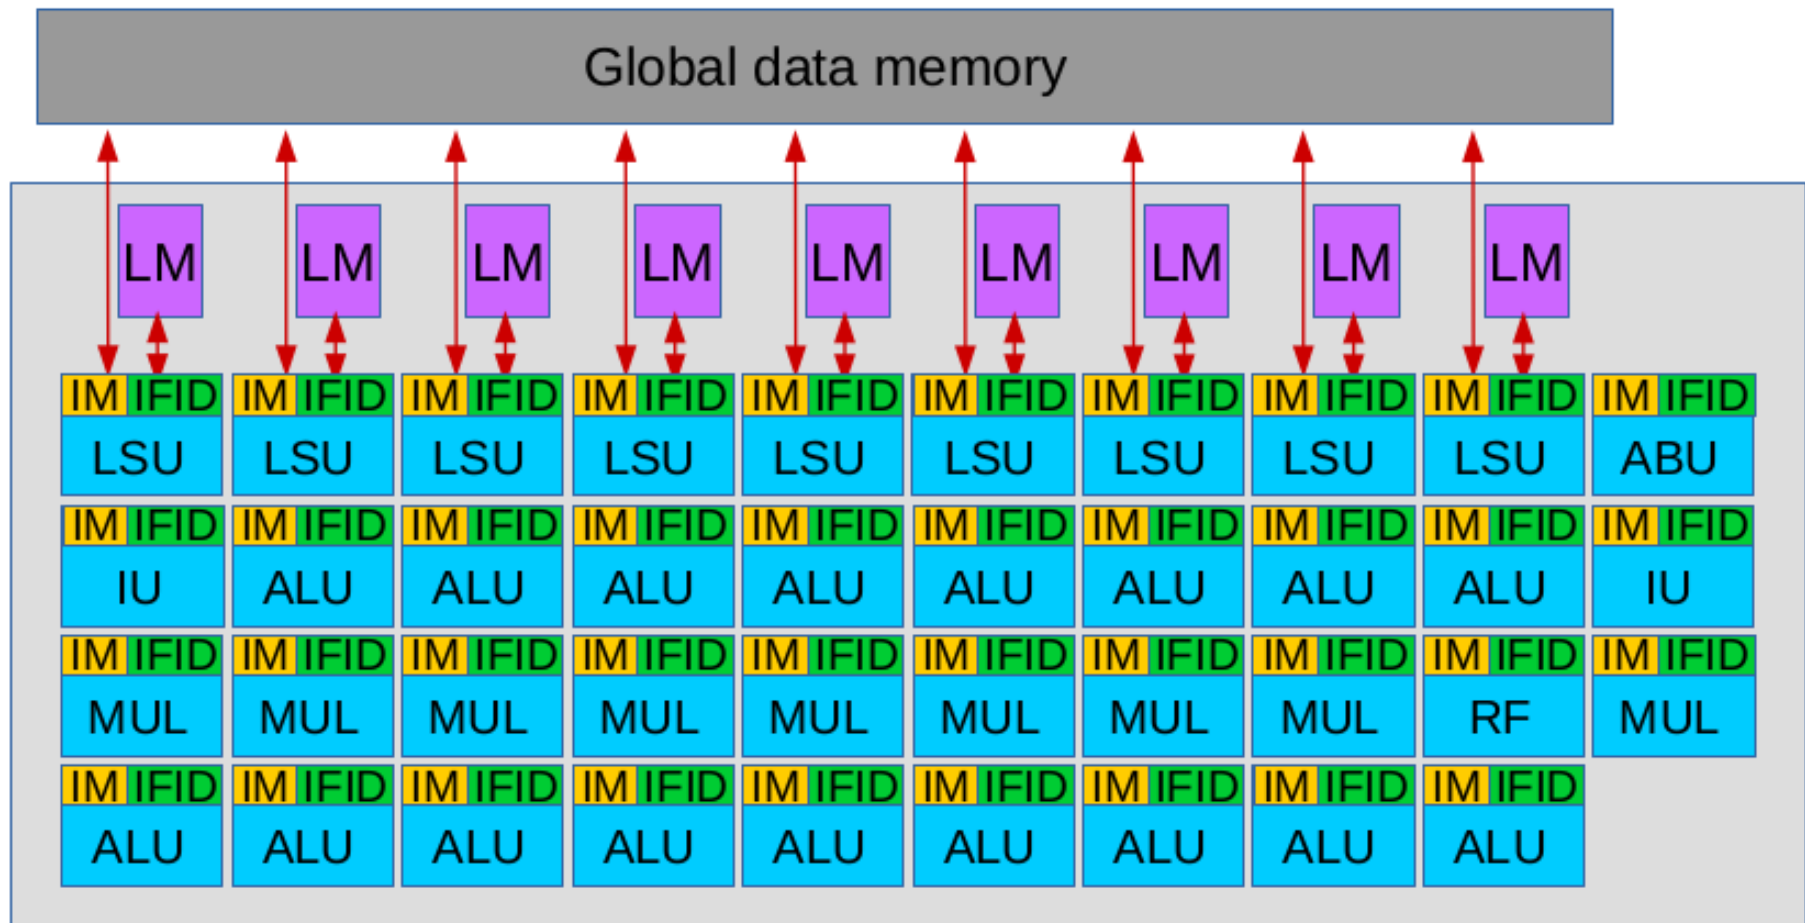 Global data memory
LM LM LM LM LM LM LM LM LM
IM IFID IM IFID IM IFID IM IFID IM IFID IM IFID IM IFID IM IFID IM IFID IM IFID
LSU LSU LSU LSU LSU LSU LSU LSU LSU ABU
IM IFID IM IFID IM IFID IM IFID IM IFID IM IFID IM IFID IM IFID IM IFID IM IFID
IU ALU ALU ALU ALU ALU ALU ALU ALU IU
IM IFID IM IFID IM IFID IM IFID IM IFID IM IFID IM IFID IM IFID IM IFID IM IFID
MUL MUL MUL MUL MUL MUL MUL MUL RF MUL
IM IFID IM IFID IM IFID IM IFID IM IFID IM IFID IM IFID IM IFID IM IFID
ALU ALU ALU ALU ALU ALU ALU ALU ALU